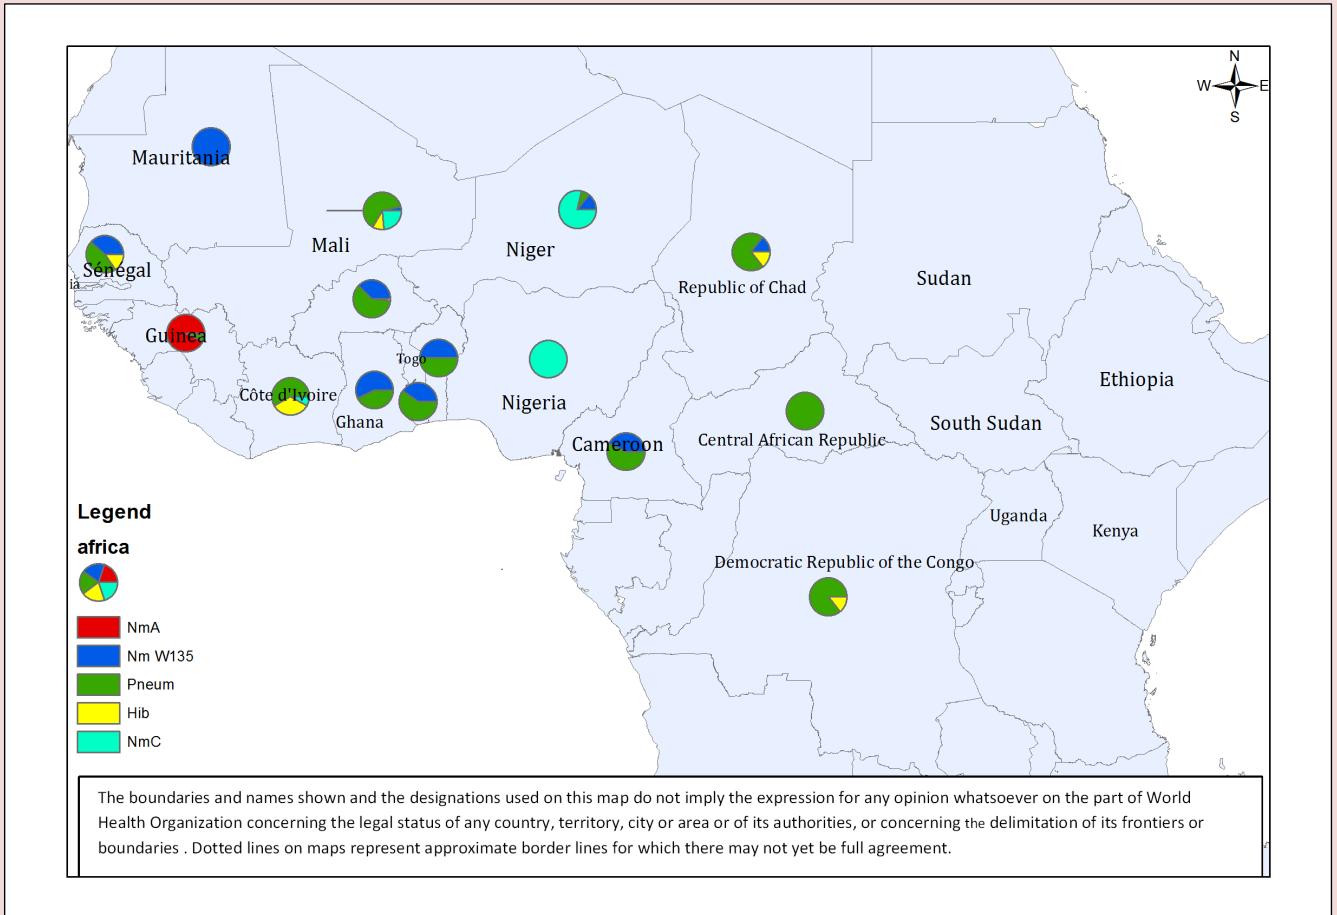 N
W E
S
Mauritania
Mali
Niger
Sénégal
ia
Republic of Chad
Sudan
Guinea
Togo
Côte d'Ivoire
Ghana
Nigeria
Ethiopia
South Sudan
Cameroon
Central African Republic
Uganda
Kenya
Democratic Republic of the Congo
Legend
africa
NmA
Nm W135
Pneum
Hib
NmC
The boundaries and names shown and the designations used on this map do not imply the expression for any opinion whatsoever on the part of World
Health Organization concerning the legal status of any country, territory, city or area or of its authorities, or concerning the delimitation of its frontiers or
boundaries . Dotted lines on maps represent approximate border lines for which there may not yet be full agreement.